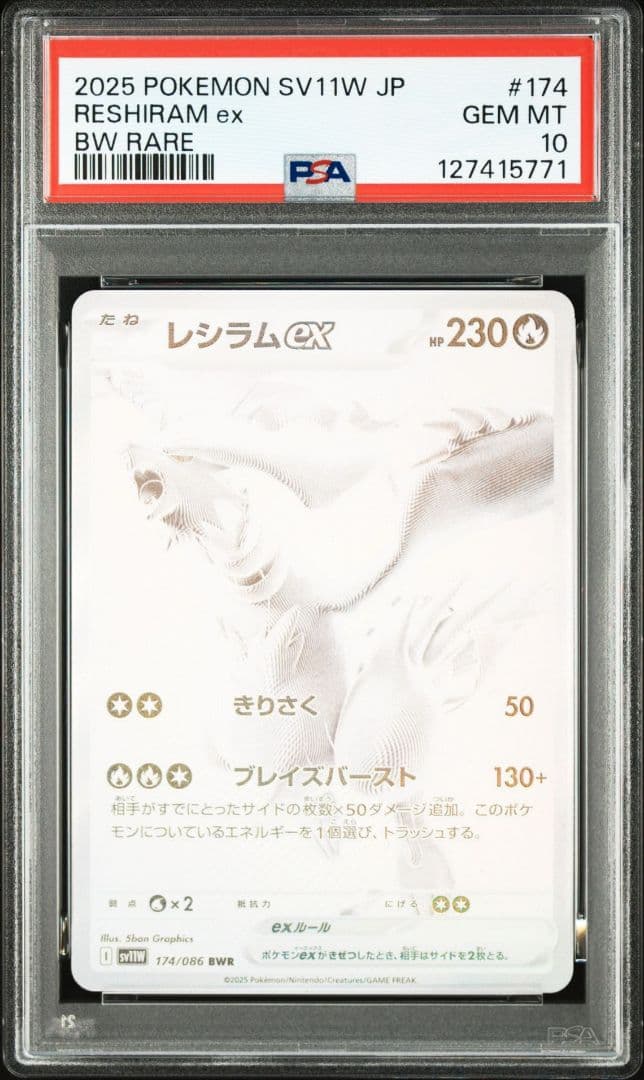 2025 POKEMON SV11W JP #174
RESHIRAM ex GEM MT
BW RARE 10
PSA 127415771
たね レシラムex HP 230
きりさく 50
ブレイズバースト 130+
相手がすでにとったサイドの枚数×50ダメージ追加。このポケ
モンについているエネルギーを1個選び、トラッシュする。
弱点 ×2 抵抗力 にげる
exルール
ポケモンexがきぜつしたとき、相手はサイドを2枚とる。
Illus. 5ban Graphics
I sv11W 174/086 BWR
©2025 Pokémon/Nintendo/Creatures/GAME FREAK
PSA